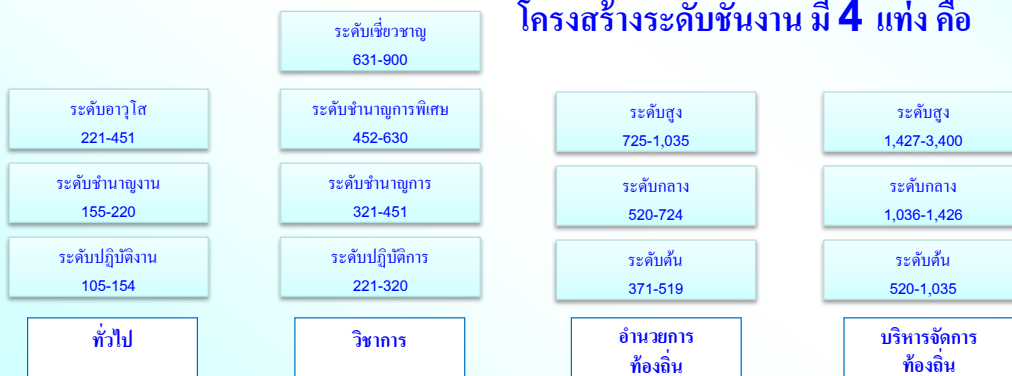 โครงสร้างระดับชั้นงาน มี 4 แท่ง คือ
ระดับเชี่ยวชาญ
631-900
ระดับอาวุโส
221-451
ระดับชำนาญการพิเศษ
452-630
ระดับสูง
725-1,035
ระดับสูง
1,427-3,400
ระดับชำนาญงาน
155-220
ระดับชำนาญการ
321-451
ระดับกลาง
520-724
ระดับกลาง
1,036-1,426
ระดับปฏิบัติงาน
105-154
ระดับปฏิบัติการ
221-320
ระดับต้น
371-519
ระดับต้น
520-1,035
ทั่วไป
วิชาการ
อำนวยการ
ท้องถิ่น
บริหารจัดการ
ท้องถิ่น